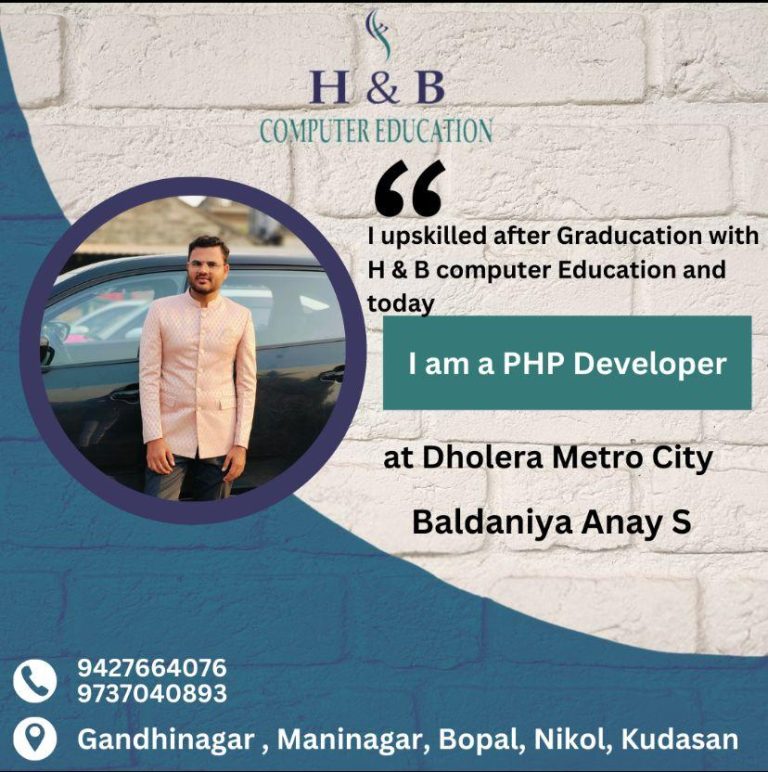 H & B
COMPUTER EDUCATION
“
I upskilled after Graducation with
H & B computer Education and
today
I am a PHP Developer
at Dholera Metro City
Baldaniya Anay S
9427664076
9737040893
Gandhinagar , Maninagar, Bopal, Nikol, Kudasan